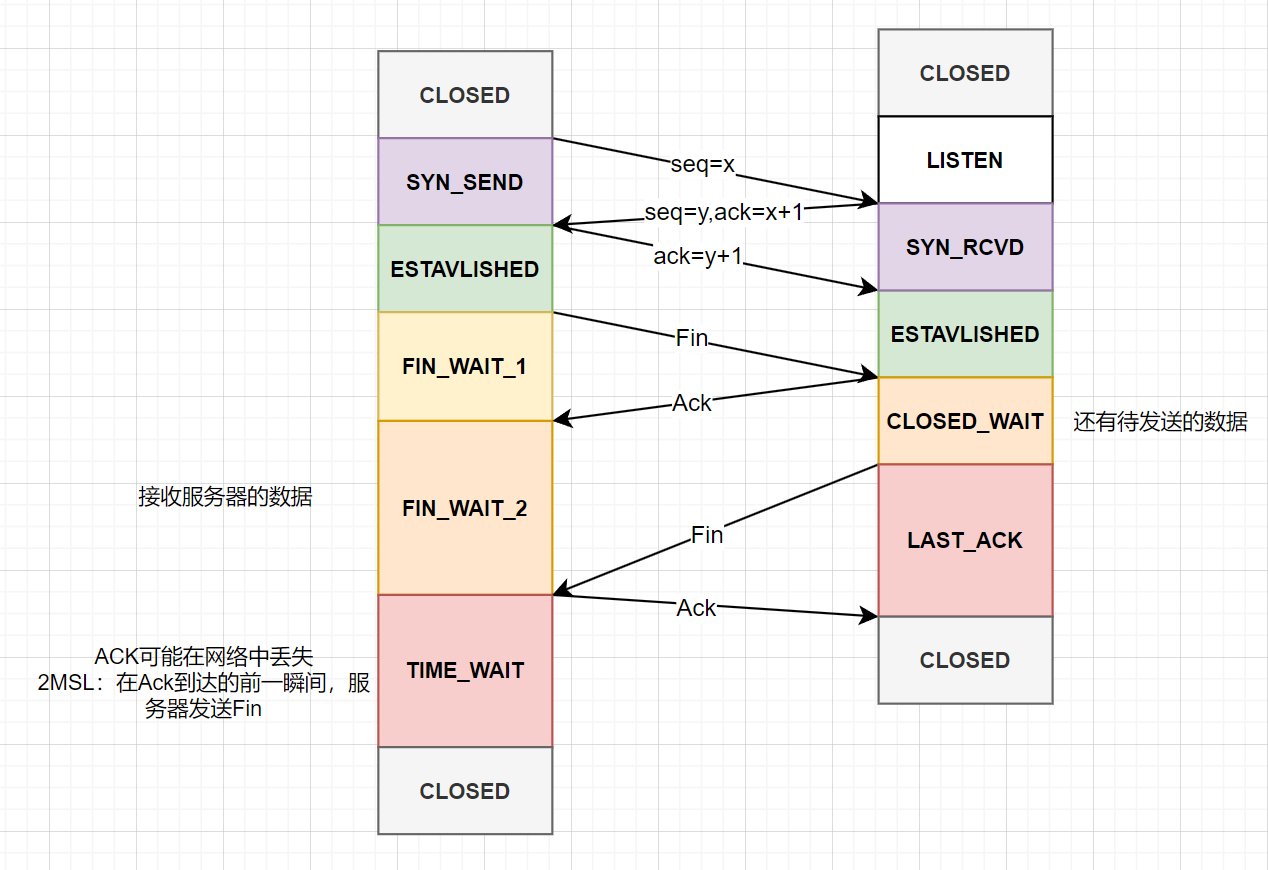 CLOSED
CLOSED
LISTEN
seq=x
SYN_SEND
seq=y,ack=x+1
SYN_RCVD
ack=y+1
ESTAVLISHED
ESTAVLISHED
Fin
FIN_WAIT_1
Ack
CLOSED_WAIT
还有待发送的数据
接收服务器的数据
FIN_WAIT_2
Fin
LAST_ACK
Ack
ACK可能在网络中丢失
2MSL：在Ack到达的前一瞬间，服
务器发送Fin
TIME_WAIT
CLOSED
CLOSED